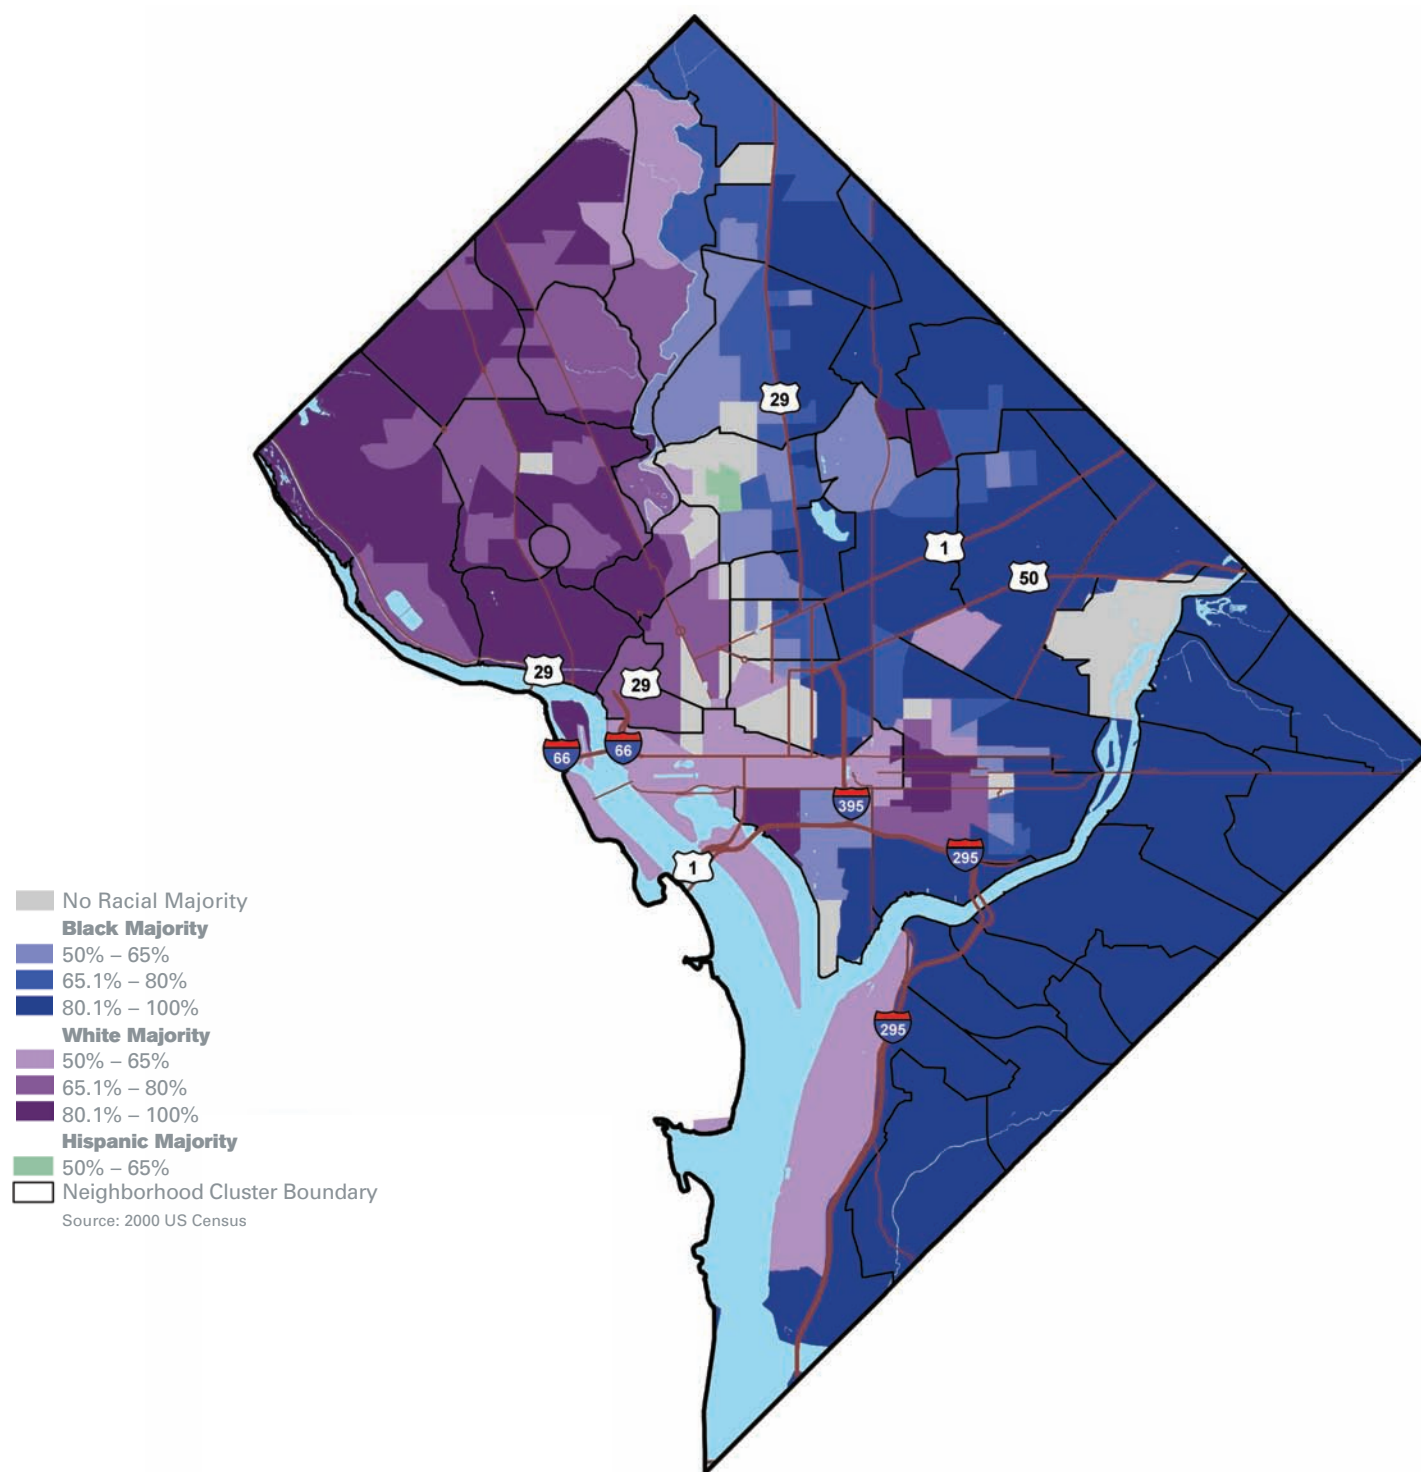 29
1
50
29
29
66
66
395
1
295
295
No Racial Majority
Black Majority
50% – 65%
65.1% – 80%
80.1% – 100%
White Majority
50% – 65%
65.1% – 80%
80.1% – 100%
Hispanic Majority
50% – 65%
Neighborhood Cluster Boundary
Source: 2000 US Census